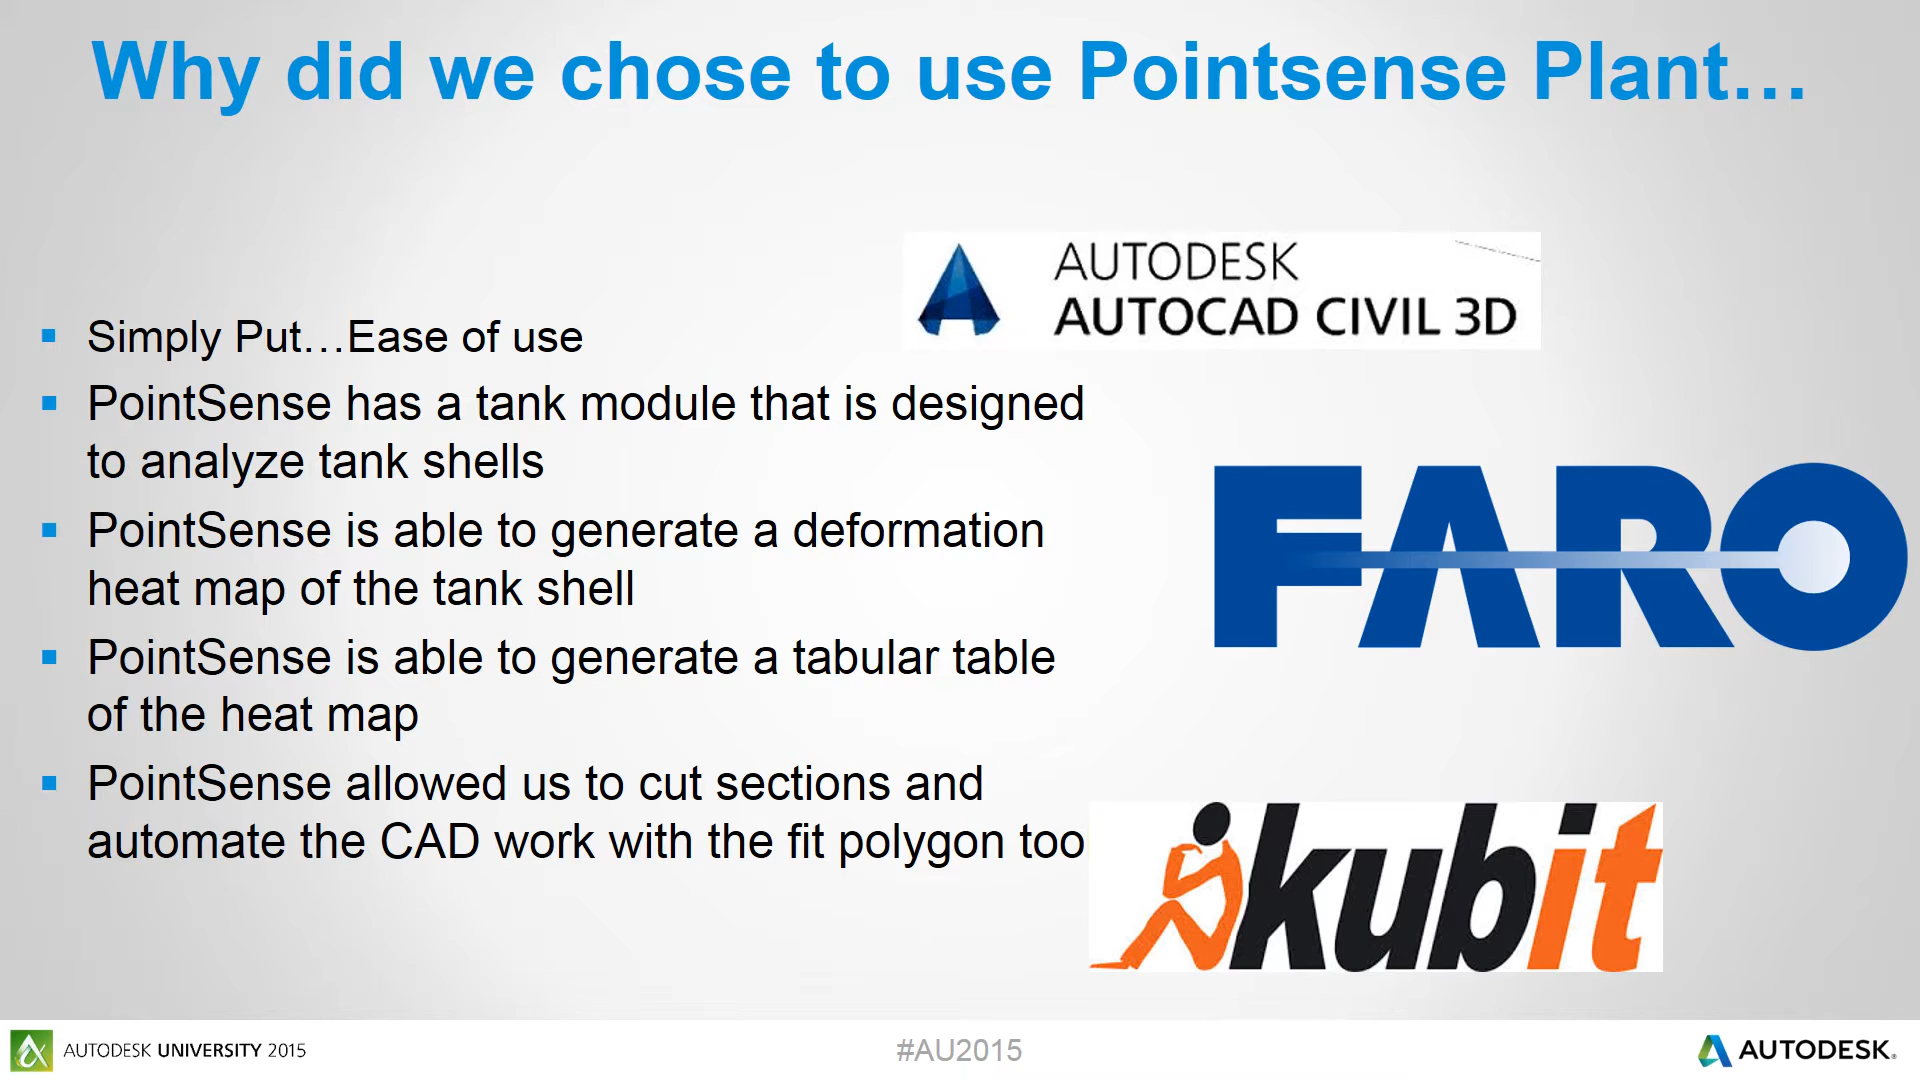 Why did we chose to use Pointsense Plant…
AUTODESK
AUTOCAD CIVIL 3D
▪ Simply Put…Ease of use
▪ PointSense has a tank module that is designed
to analyze tank shells
▪ PointSense is able to generate a deformation
heat map of the tank shell
▪ PointSense is able to generate a tabular table
of the heat map
▪ PointSense allowed us to cut sections and
automate the CAD work with the fit polygon too
FARO
kubit
AUTODESK UNIVERSITY 2015
#AU2015
AUTODESK®